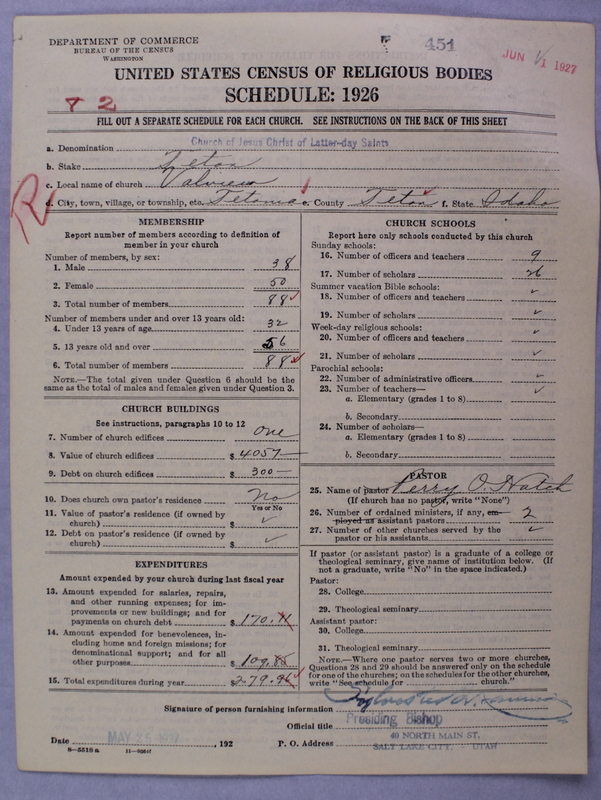 DEPARTMENT OF COMMERCE
BUREAU OF THE CENSUS
WASHINGTON
451
JUN 1 1927
UNITED STATES CENSUS OF RELIGIOUS BODIES
SCHEDULE: 1926
82
FILL OUT A SEPARATE SCHEDULE FOR EACH CHURCH. SEE INSTRUCTIONS ON THE BACK OF THIS SHEET
a. Denomination Church of Jesus Christ of Latter-day Saints
b. Stake Teton
c. Local name of church Valview
d. City, town, village, or township, etc. Tetonia e. County Teton f. State Idaho
R
MEMBERSHIP
Report number of members according to definition of
member in your church
Number of members, by sex:
1. Male 38
2. Female 50
3. Total number of members 88 ✓
Number of members under and over 13 years old:
4. Under 13 years of age 32
5. 13 years old and over 56
6. Total number of members 88 ✓
NOTE.—The total given under Question 6 should be
the same as the total of males and females given under Question 3.
CHURCH BUILDINGS
See instructions, paragraphs 10 to 12
7. Number of church edifices One
8. Value of church edifices $ 4057—
9. Debt on church edifices $ 300—
10. Does church own pastor's residence No
Yes or No
11. Value of pastor's residence (if owned by
church) $ ✓
12. Debt on pastor's residence (if owned by
church) $ ✓
EXPENDITURES
Amount expended by your church during last fiscal year
13. Amount expended for salaries, repairs,
and other running expenses; for im-
provements or new buildings; and for
payments on church debt $ 170.11
14. Amount expended for benevolences, in-
cluding home and foreign missions; for
denominational support; and for all
other purposes $ 109.85
15. Total expenditures during year $ 279.96 ✓
CHURCH SCHOOLS
Report here only schools conducted by this church
Sunday schools:
16. Number of officers and teachers 9
17. Number of scholars 26
Summer vacation Bible schools:
18. Number of officers and teachers ✓
19. Number of scholars ✓
Week-day religious schools:
20. Number of officers and teachers ✓
21. Number of scholars ✓
Parochial schools:
22. Number of administrative officers ✓
23. Number of teachers— ✓
a. Elementary (grades 1 to 8)
b. Secondary
24. Number of scholars—
a. Elementary (grades 1 to 8)
b. Secondary
PASTOR
25. Name of pastor Perry O. Hatch
(If church has no pastor, write "None")
26. Number of ordained ministers, if any, em-
ployed as assistant pastors 2
27. Number of other churches served by the
pastor or his assistants ✓
If pastor (or assistant pastor) is a graduate of a college or
theological seminary, give name of institution below. (If
not a graduate, write "No" in the space indicated.)
Pastor:
28. College
29. Theological seminary
Assistant pastor:
30. College
31. Theological seminary
NOTE.—Where one pastor serves two or more churches,
Questions 28 and 29 should be answered only on the schedule
for one of the churches; on the schedules for the other churches,
write "See schedule for church."
Signature of person furnishing information Sylvester Q. Cannon
Official title Presiding Bishop
Date MAY 25 1927, 192 P. O. Address 40 NORTH MAIN ST.
SALT LAKE CITY, - UTAH
8—5318 a